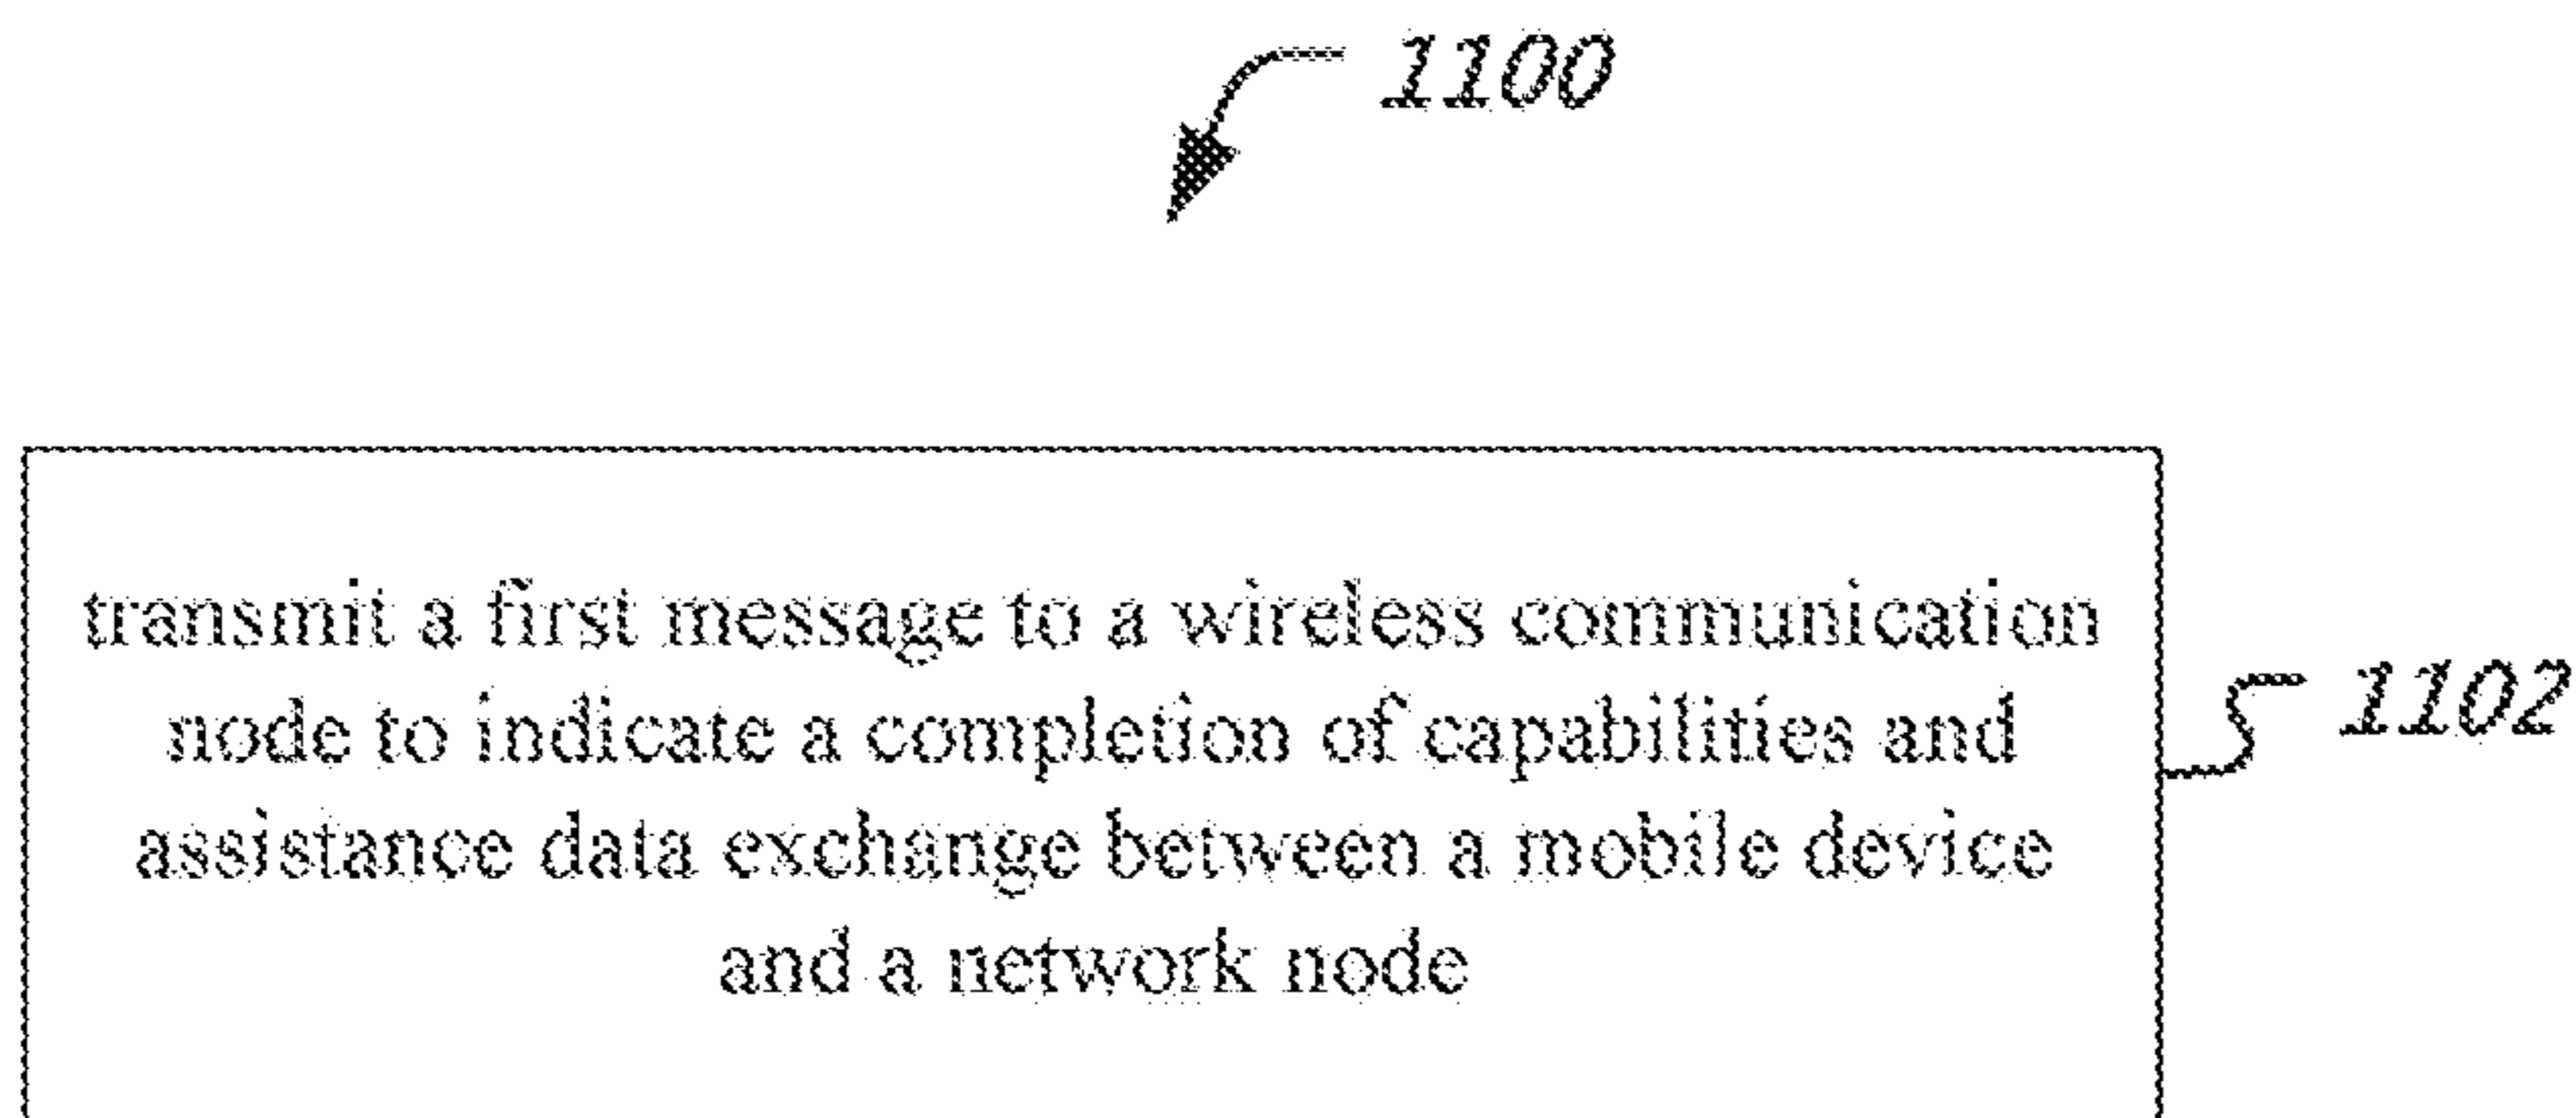 1100
transmit a first message to a wireless communication
node to indicate a completion of capabilities and
assistance data exchange between a mobile device
and a network node
1102